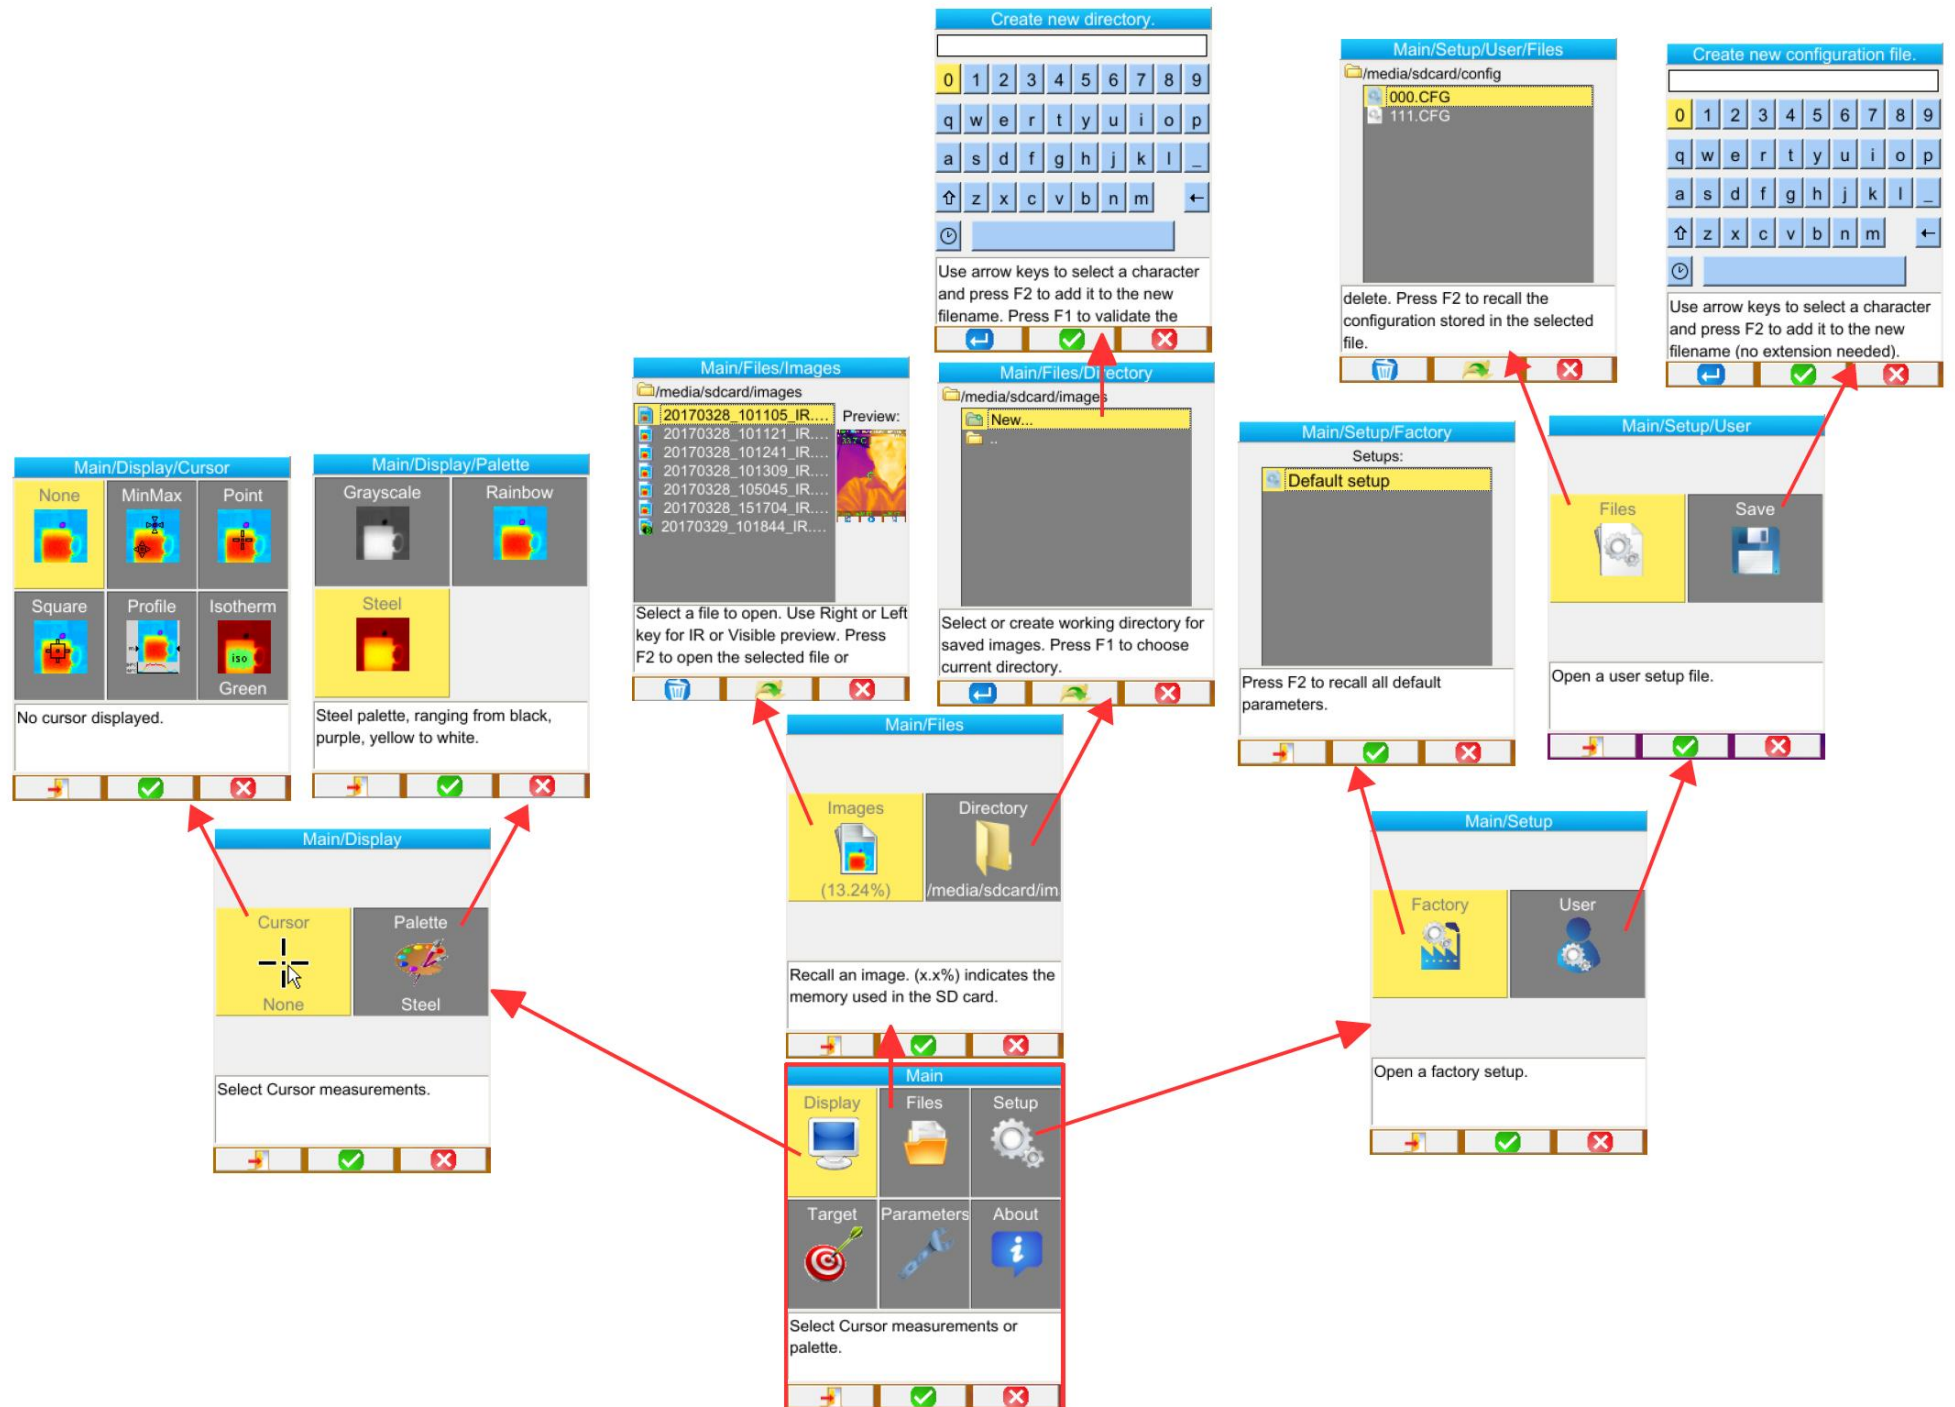 Create new directory.
0 1 2 3 4 5 6 7 8 9
q w e r t y u i o p
a s d f g h j k l _
z x c v b n m
Use arrow keys to select a character
and press F2 to add it to the new
filename. Press F1 to validate the
Main/Setup/User/Files
/media/sdcard/config
000.CFG
111.CFG
delete. Press F2 to recall the
configuration stored in the selected
file.
Create new configuration file.
0 1 2 3 4 5 6 7 8 9
q w e r t y u i o p
a s d f g h j k l _
z x c v b n m
Use arrow keys to select a character
and press F2 to add it to the new
filename (no extension needed).
Main/Display/Cursor
None MinMax Point
Square Profile Isotherm
iso
Green
No cursor displayed.
Main/Display/Palette
Grayscale Rainbow
Steel
Steel palette, ranging from black,
purple, yellow to white.
Main/Files/Images
/media/sdcard/images
20170328_101105_IR....
Preview:
20170328_101121_IR....
20170328_101241_IR....
20170328_101309_IR....
20170328_105045_IR....
20170328_151704_IR....
20170329_101844_IR....
Select a file to open. Use Right or Left
key for IR or Visible preview. Press
F2 to open the selected file or
Main/Files/Directory
/media/sdcard/images
New...
..
Select or create working directory for
saved images. Press F1 to choose
current directory.
Main/Setup/Factory
Setups:
Default setup
Press F2 to recall all default
parameters.
Main/Setup/User
Files Save
Open a user setup file.
Main/Display
Cursor Palette
None Steel
Select Cursor measurements.
Main/Files
Images Directory
(13.24%) /media/sdcard/im
Recall an image. (x.x%) indicates the
memory used in the SD card.
Main/Setup
Factory User
Open a factory setup.
Main
Display Files Setup
Target Parameters About
Select Cursor measurements or
palette.